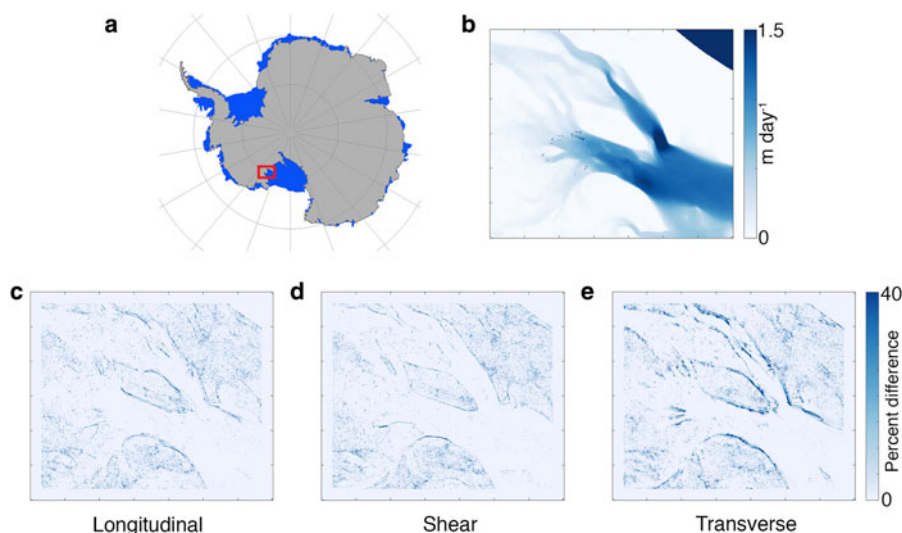 a
b
1.5
m day-1
0
c
d
e
40
Percent difference
0
Longitudinal
Shear
Transverse